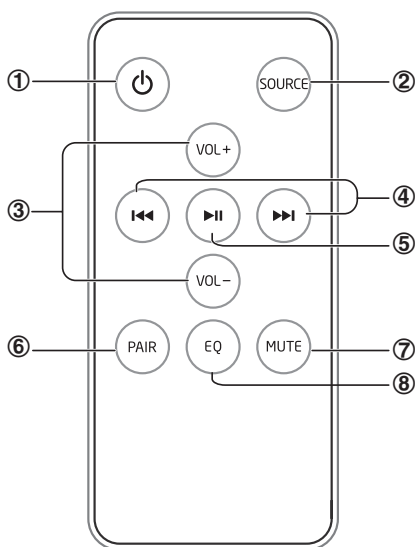 ① ② SOURCE
VOL+
③ ④
⑤
VOL−
⑥ PAIR EQ MUTE ⑦
⑧